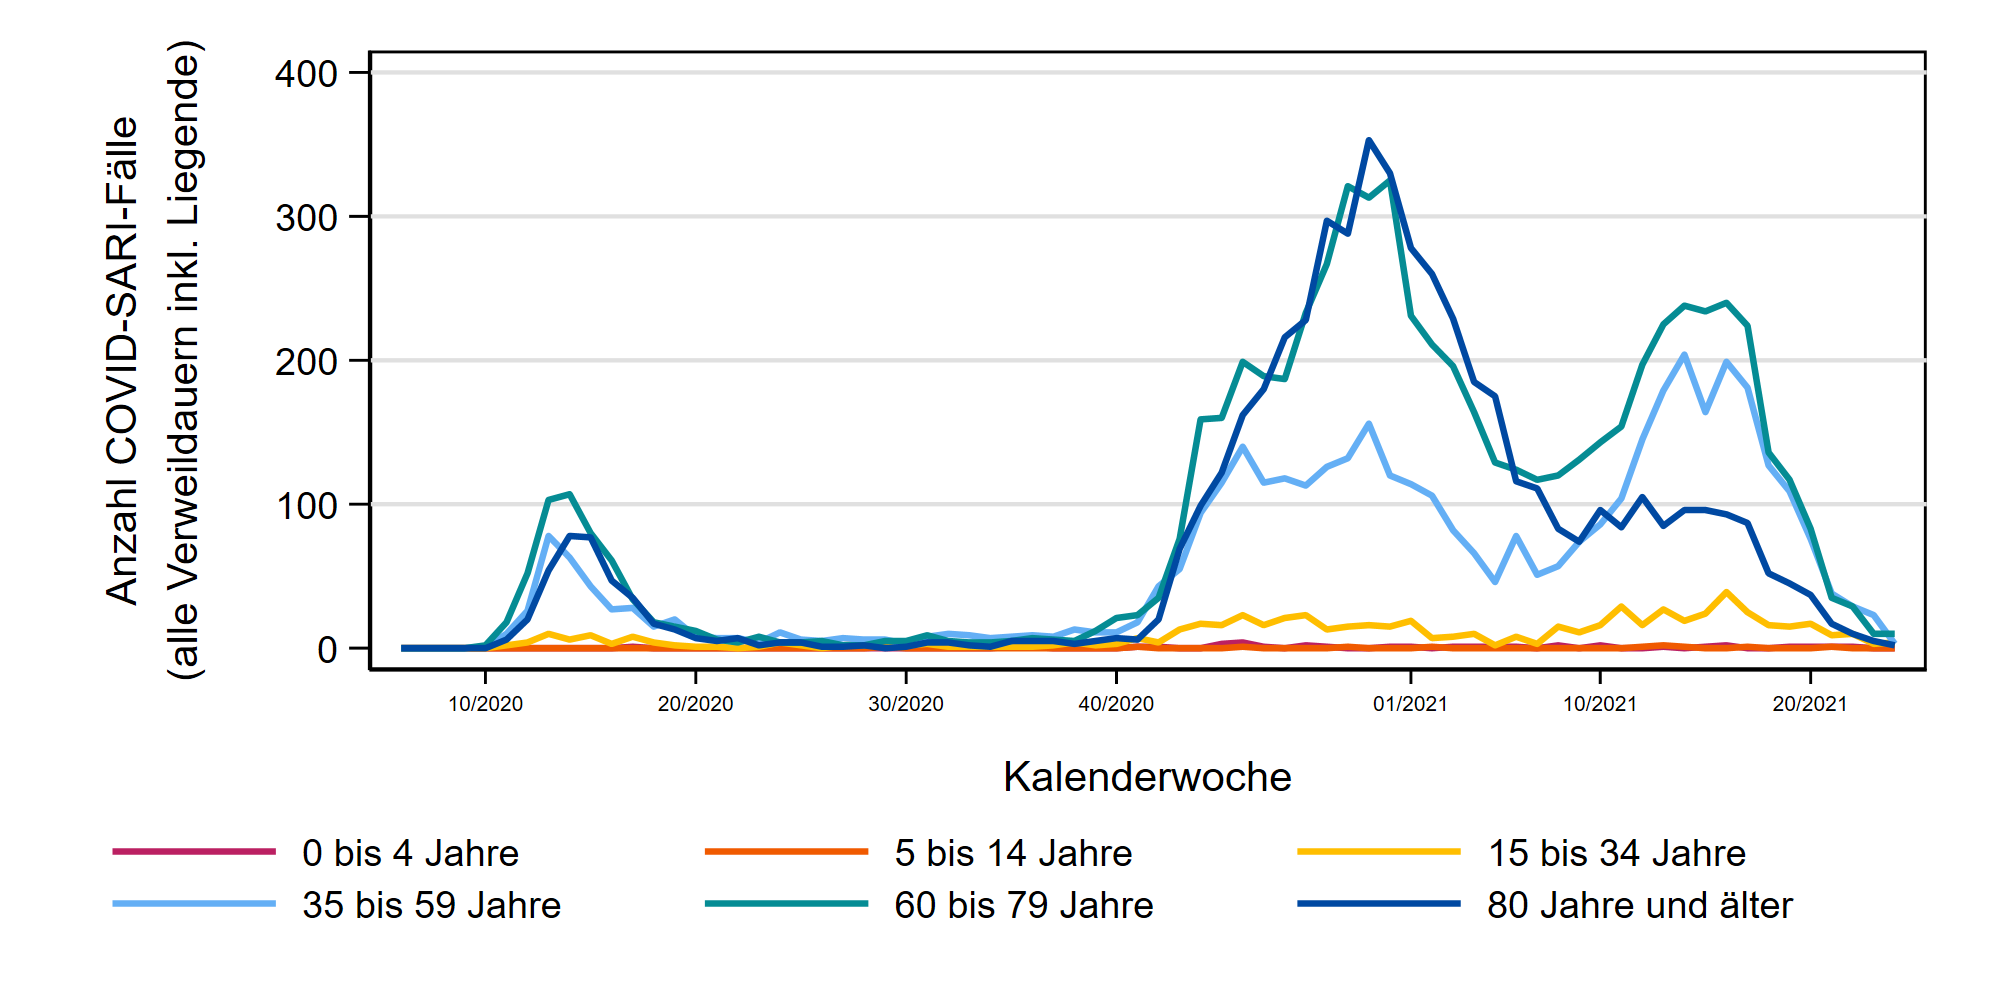 Anzahl COVID-SARI-Fälle
(alle Verweildauern inkl. Liegende)
400
300
200
100
0
10/2020 20/2020 30/2020 40/2020 01/2021 10/2021 20/2021
Kalenderwoche
0 bis 4 Jahre 5 bis 14 Jahre 15 bis 34 Jahre
35 bis 59 Jahre 60 bis 79 Jahre 80 Jahre und älter